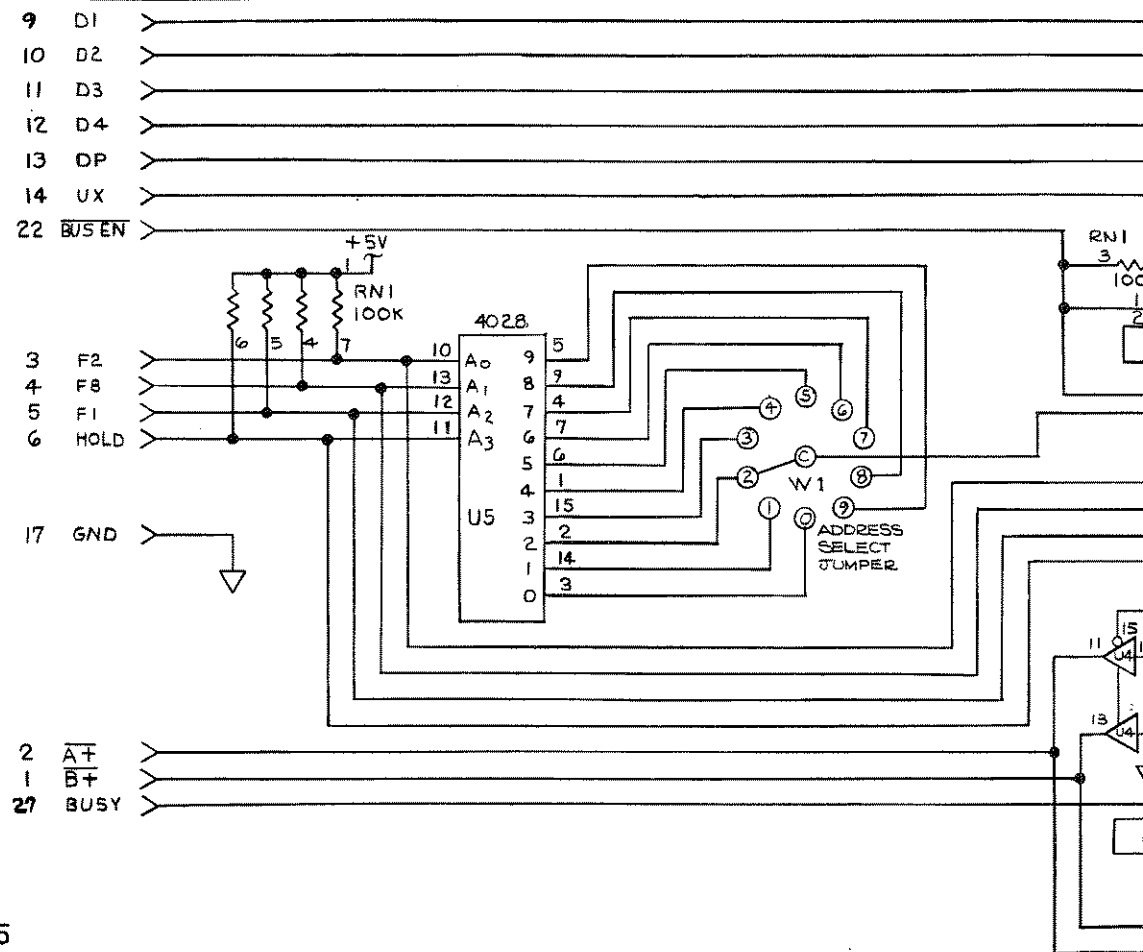 9 D1
10 D2
11 D3
12 D4
13 DP
14 UX
22 BUS EN
+5V
1
RN1
100K
6 5 4 7
3 F2
4 F8
5 F1
6 HOLD
17 GND
4028
10 A0 9 5
13 A1 8 9
12 A2 7 4
11 A3 6 7
5 6
4 1
U5 3 15
2 2
1 14
0 3
5
4 6
3 7
C
2 8
W1
1 0 9
ADDRESS
SELECT
JUMPER
RN1
3
100
1
2
15
11 U4 1
13 U4
2 A+
1 B+
27 BUSY